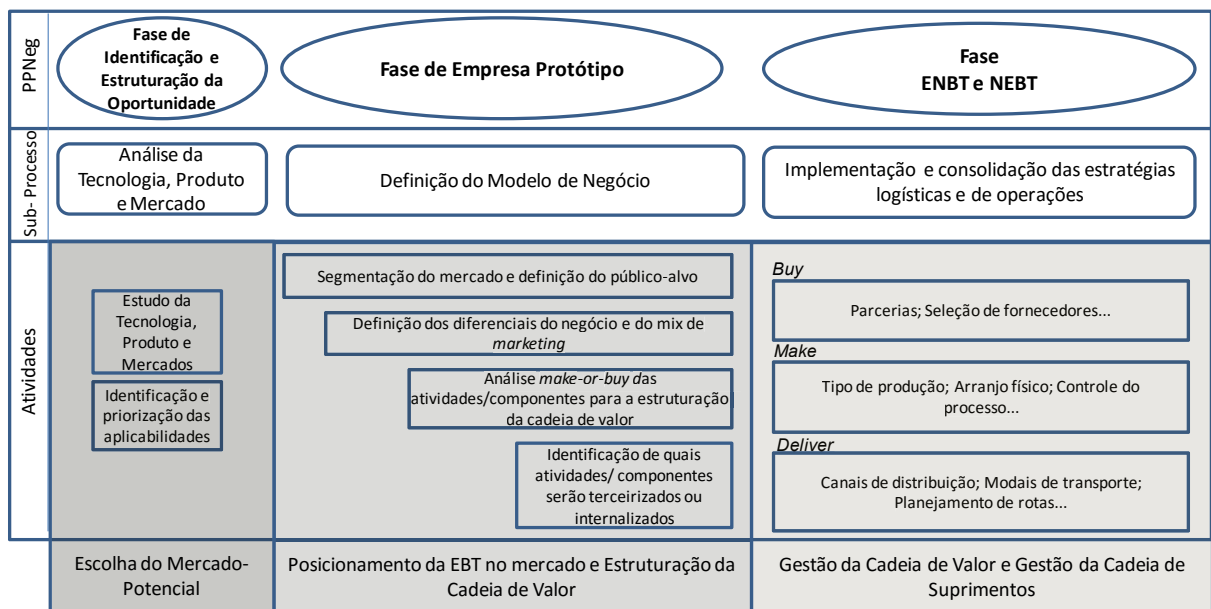 PPNeg
Fase de
Identificação e
Estruturação da
Oportunidade
Fase de Empresa Protótipo
Fase
ENBT e NEBT
Sub- Processo
Análise da
Tecnologia, Produto
e Mercado
Definição do Modelo de Negócio
Implementação e consolidação das estratégias
logísticas e de operações
Atividades
Estudo da
Tecnologia,
Produto e
Mercados
Identificação e
priorização das
aplicabilidades
Segmentação do mercado e definição do público-alvo
Definição dos diferenciais do negócio e do mix de
marketing
Análise make-or-buy das
atividades/componentes para a estruturação
da cadeia de valor
Identificação de quais
atividades/ componentes
serão terceirizados ou
internalizados
Buy
Parcerias; Seleção de fornecedores...
Make
Tipo de produção; Arranjo físico; Controle do
processo...
Deliver
Canais de distribuição; Modais de transporte;
Planejamento de rotas...
Escolha do Mercado-
Potencial
Posicionamento da EBT no mercado e Estruturação da
Cadeia de Valor
Gestão da Cadeia de Valor e Gestão da Cadeia de
Suprimentos